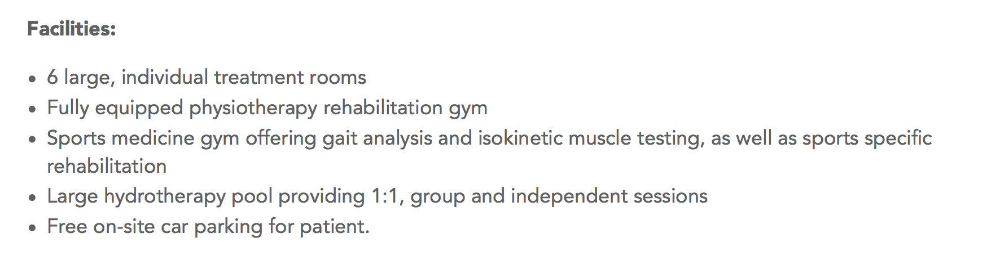 Facilities:
• 6 large, individual treatment rooms
• Fully equipped physiotherapy rehabilitation gym
• Sports medicine gym offering gait analysis and isokinetic muscle testing, as well as sports specific
rehabilitation
• Large hydrotherapy pool providing 1:1, group and independent sessions
• Free on-site car parking for patient.